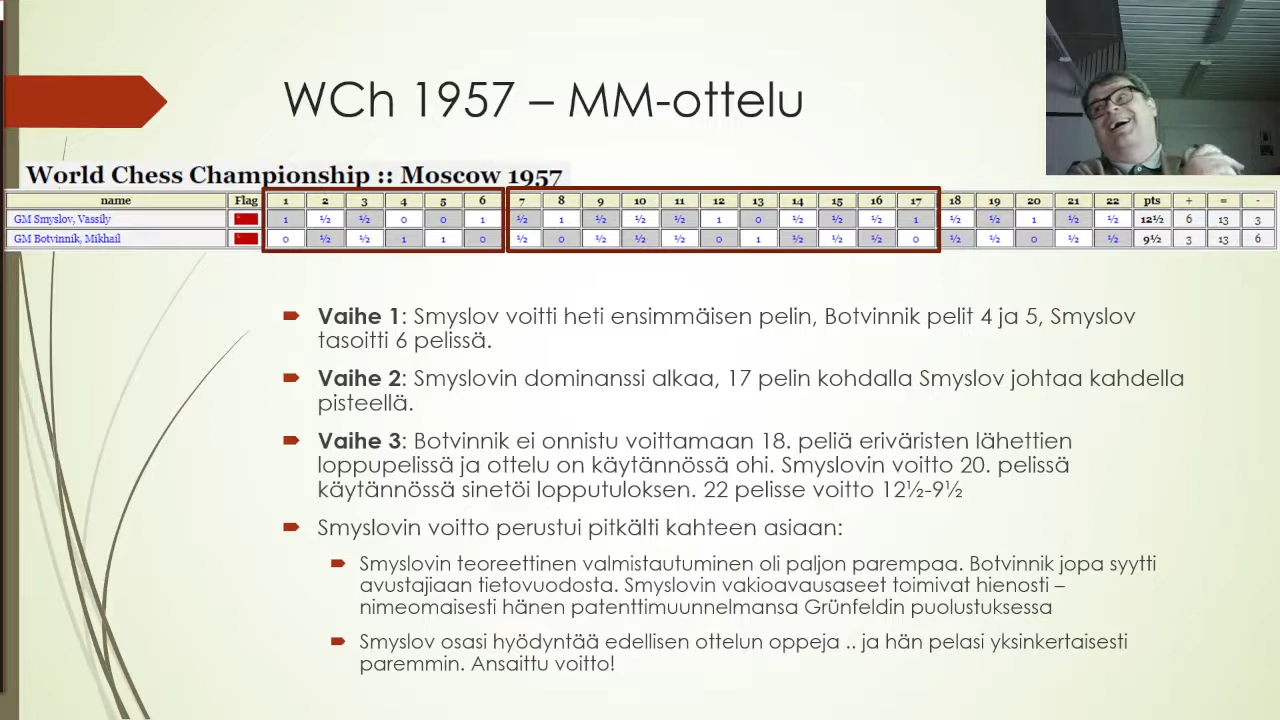 WCh 1957 – MM-ottelu
World Chess Championship :: Moscow 1957
name Flag 1 2 3 4 5 6 7 8 9 10 11 12 13 14 15 16 17 18 19 20 21 22 pts + = -
GM Smyslov, Vassily 1 ½ ½ 0 0 1 ½ 1 ½ ½ ½ 1 0 ½ ½ ½ 1 ½ ½ 1 ½ ½ 12½ 6 13 3
GM Botvinnik, Mikhail 0 ½ ½ 1 1 0 ½ 0 ½ ½ ½ 0 1 ½ ½ ½ 0 ½ ½ 0 ½ ½ 9½ 3 13 6
Vaihe 1: Smyslov voitti heti ensimmäisen pelin, Botvinnik pelit 4 ja 5, Smyslov
tasoitti 6 pelissä.
Vaihe 2: Smyslovin dominanssi alkaa, 17 pelin kohdalla Smyslov johtaa kahdella
pisteellä.
Vaihe 3: Botvinnik ei onnistu voittamaan 18. peliä eriväristen lähettien
loppupelissä ja ottelu on käytännössä ohi. Smyslovin voitto 20. pelissä
käytännössä sinetöi lopputuloksen. 22 pelisse voitto 12½-9½
Smyslovin voitto perustui pitkälti kahteen asiaan:
Smyslovin teoreettinen valmistautuminen oli paljon parempaa. Botvinnik jopa syytti
avustajiaan tietovuodosta. Smyslovin vakioavausaseet toimivat hienosti –
nimeomaisesti hänen patenttimuunnelmansa Grünfeldin puolustuksessa
Smyslov osasi hyödyntää edellisen ottelun oppeja .. ja hän pelasi yksinkertaisesti
paremmin. Ansaittu voitto!